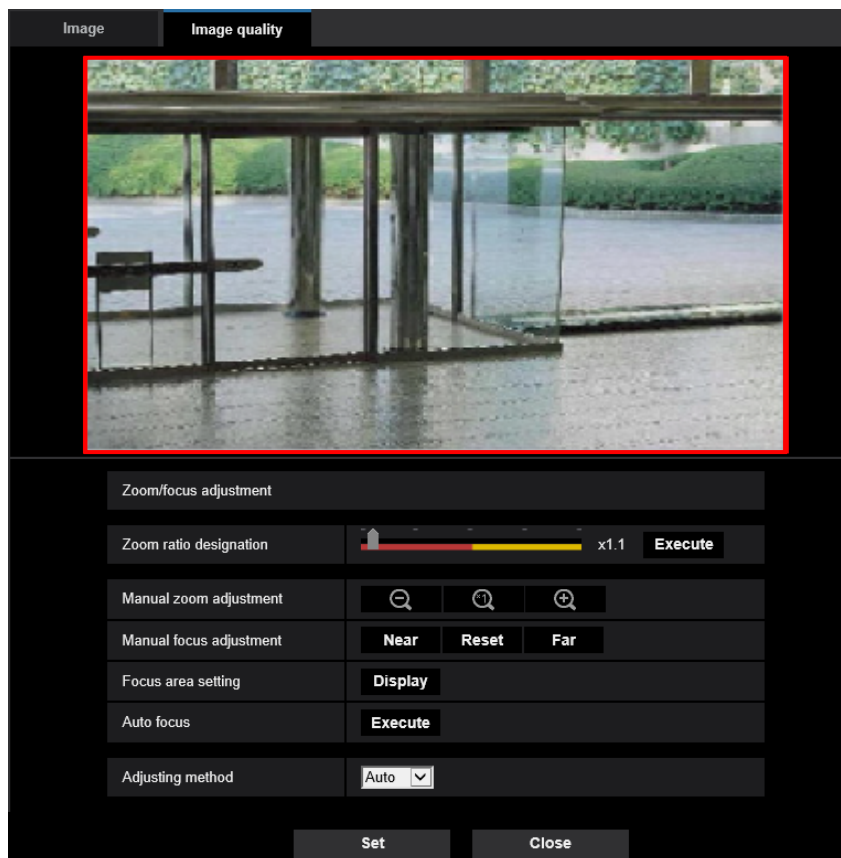 Image Image quality
Zoom/focus adjustment
Zoom ratio designation x1.1 Execute
Manual zoom adjustment ×1
Manual focus adjustment Near Reset Far
Focus area setting Display
Auto focus Execute
Adjusting method Auto
Set Close